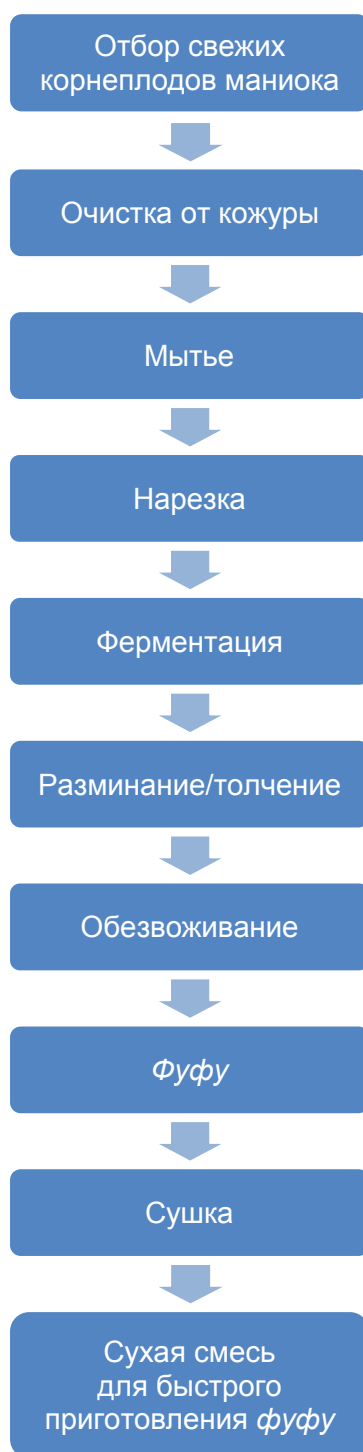 Отбор свежих
корнеплодов маниока
Очистка от кожуры
Мытье
Нарезка
Ферментация
Разминание/толчение
Обезвоживание
Фуфу
Сушка
Сухая смесь
для быстрого
приготовления фуфу